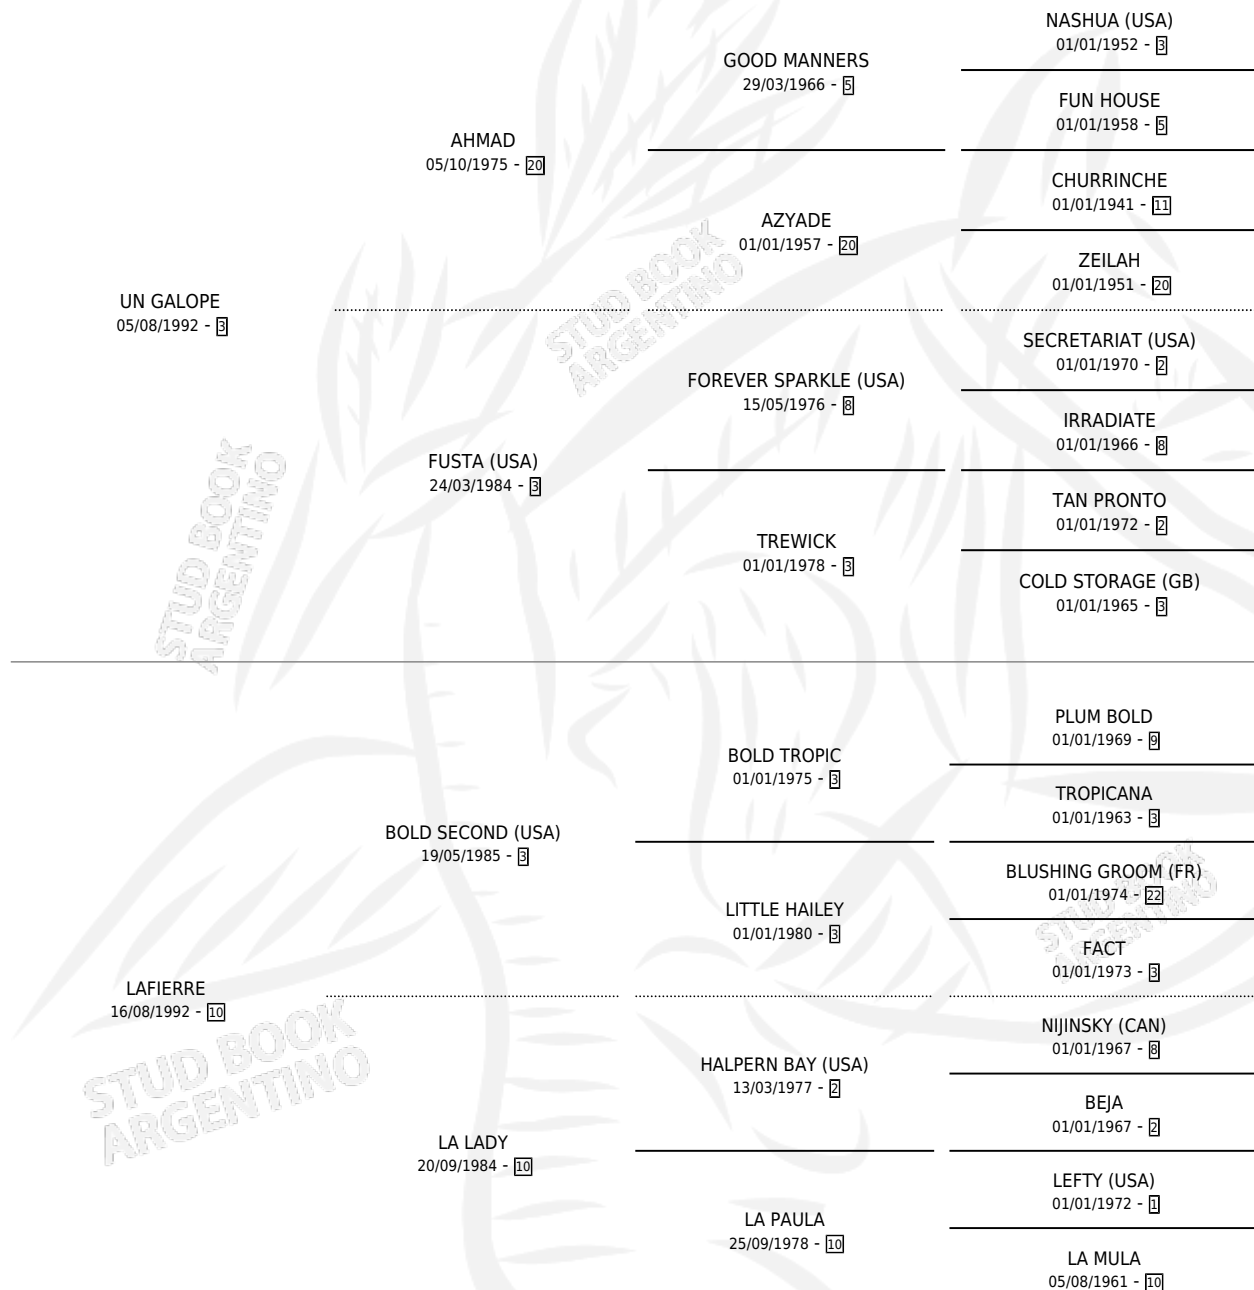 NASHUA (USA)
01/01/1952 - 3
GOOD MANNERS
29/03/1966 - 5
FUN HOUSE
01/01/1958 - 5
AHMAD
05/10/1975 - 20
CHURRINCHE
01/01/1941 - 11
AZYADE
01/01/1957 - 20
ZEILAH
01/01/1951 - 20
UN GALOPE
05/08/1992 - 3
STUD BOOK
ARGENTINO
SECRETARIAT (USA)
01/01/1970 - 2
FOREVER SPARKLE (USA)
15/05/1976 - 8
IRRADIATE
01/01/1966 - 8
FUSTA (USA)
24/03/1984 - 3
TAN PRONTO
01/01/1972 - 2
TREWICK
01/01/1978 - 3
COLD STORAGE (GB)
01/01/1965 - 3
STUD BOOK
ARGENTINO
PLUM BOLD
01/01/1969 - 9
BOLD TROPIC
01/01/1975 - 3
TROPICANA
01/01/1963 - 3
BOLD SECOND (USA)
19/05/1985 - 3
BLUSHING GROOM (FR)
01/01/1974 - 22
LITTLE HAILEY
01/01/1980 - 3
STUD BOOK
ARGENTINO
FACT
01/01/1973 - 3
LAFIERRE
16/08/1992 - 10
NIJINSKY (CAN)
01/01/1967 - 8
HALPERN BAY (USA)
13/03/1977 - 2
BEJA
01/01/1967 - 2
STUD BOOK
ARGENTINO
LA LADY
20/09/1984 - 10
LEFTY (USA)
01/01/1972 - 1
LA PAULA
25/09/1978 - 10
LA MULA
05/08/1961 - 10